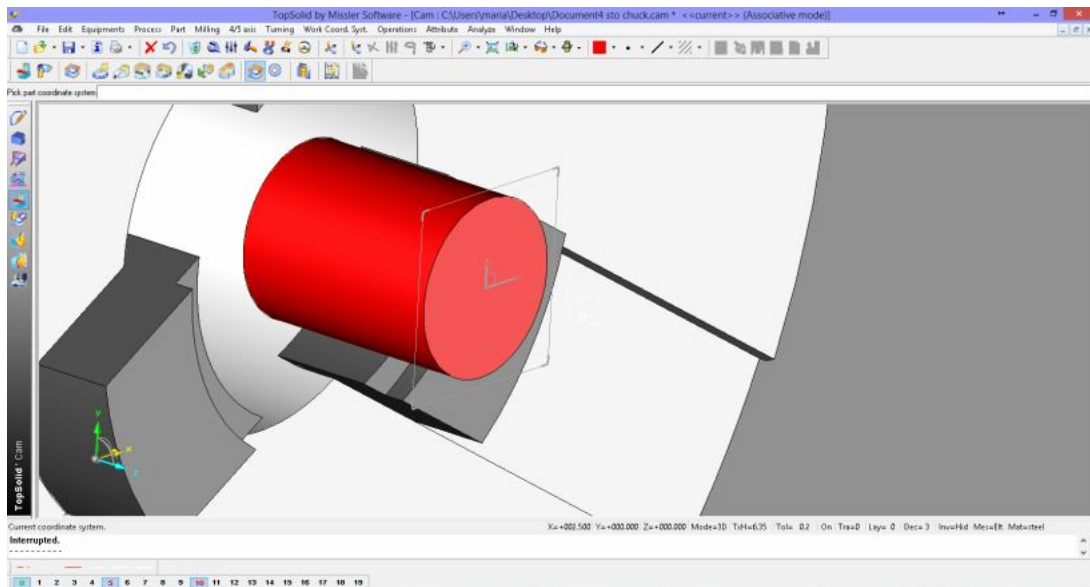 TopSolid by Missler Software - [Cam : C:\Users\maria\Desktop\Document4 sto chuck.cam * <<current>> (Associative mode)]
File Edit Equipments Process Part Milling 4/5 axis Turning Work Coord. Syst. Operations Attribute Analyze Window Help
Pick part coordinate system
y
x
z
TopSolid'Cam
Current coordinate system.
X=+002.500 Y=+000.000 Z=+000.000 Mode=3D TxH=6.35 Tol= 0.2 On Tra=0 Lay= 0 Dec= 3 Inv=Hid Mes=Elt Mat=steel
Interrupted.
----------
0 1 2 3 4 5 6 7 8 9 10 11 12 13 14 15 16 17 18 19